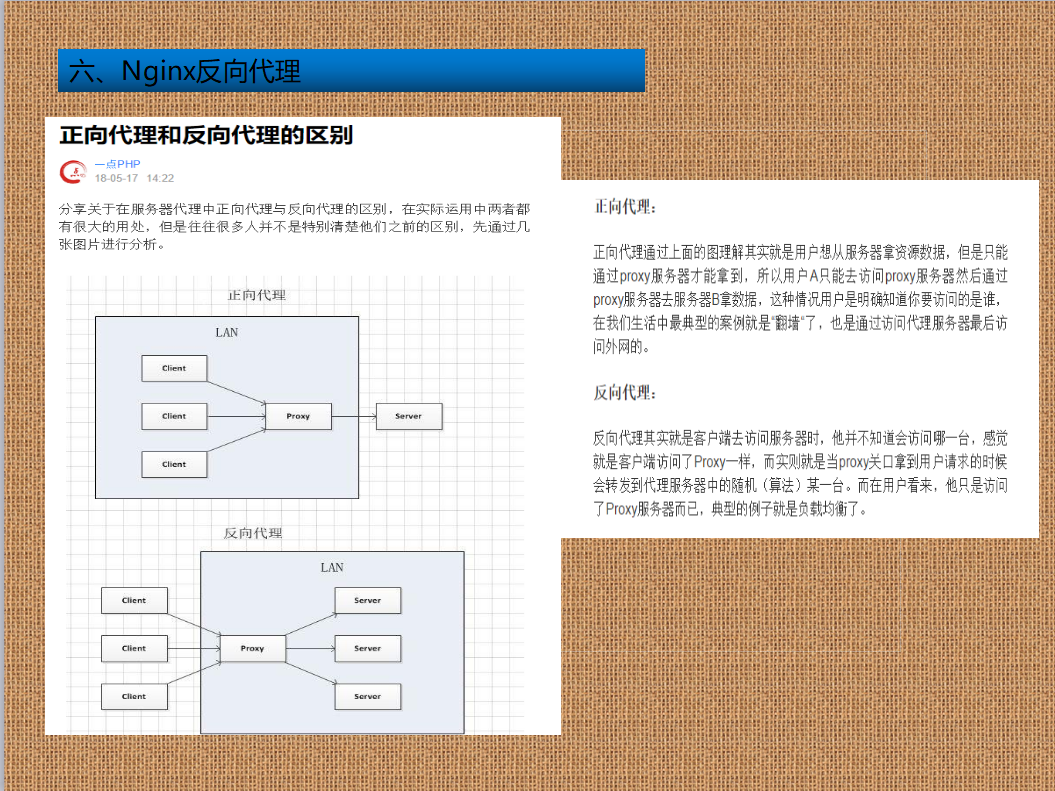 六、Nginx反向代理
正向代理和反向代理的区别
一点PHP
18-05-17 14:22
分享关于在服务器代理中正向代理与反向代理的区别，在实际运用中两者都
有很大的用处，但是往往很多人并不是特别清楚他们之前的区别，先通过几
张图片进行分析。
正向代理
LAN
Client
Client
Proxy
Server
Client
反向代理
LAN
Client
Server
Client
Proxy
Server
Client
Server
正向代理：
正向代理通过上面的图理解其实就是用户想从服务器拿资源数据，但是只能
通过proxy服务器才能拿到，所以用户A只能去访问proxy服务器然后通过
proxy服务器去服务器B拿数据，这种情况用户是明确知道你要访问的是谁，
在我们生活中最典型的案例就是“翻墙“了，也是通过访问代理服务器最后访
问外网的。
反向代理：
反向代理其实就是客户端去访问服务器时，他并不知道会访问哪一台，感觉
就是客户端访问了Proxy一样，而实则就是当proxy关口拿到用户请求的时候
会转发到代理服务器中的随机（算法）某一台。而在用户看来，他只是访问
了Proxy服务器而已，典型的例子就是负载均衡了。